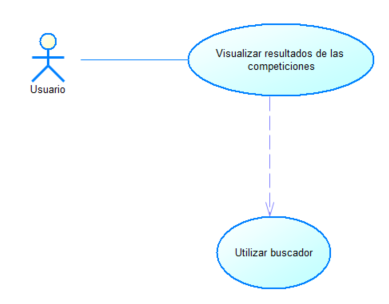 Visualizar resultados de las
competiciones
Usuario
Utilizar buscador